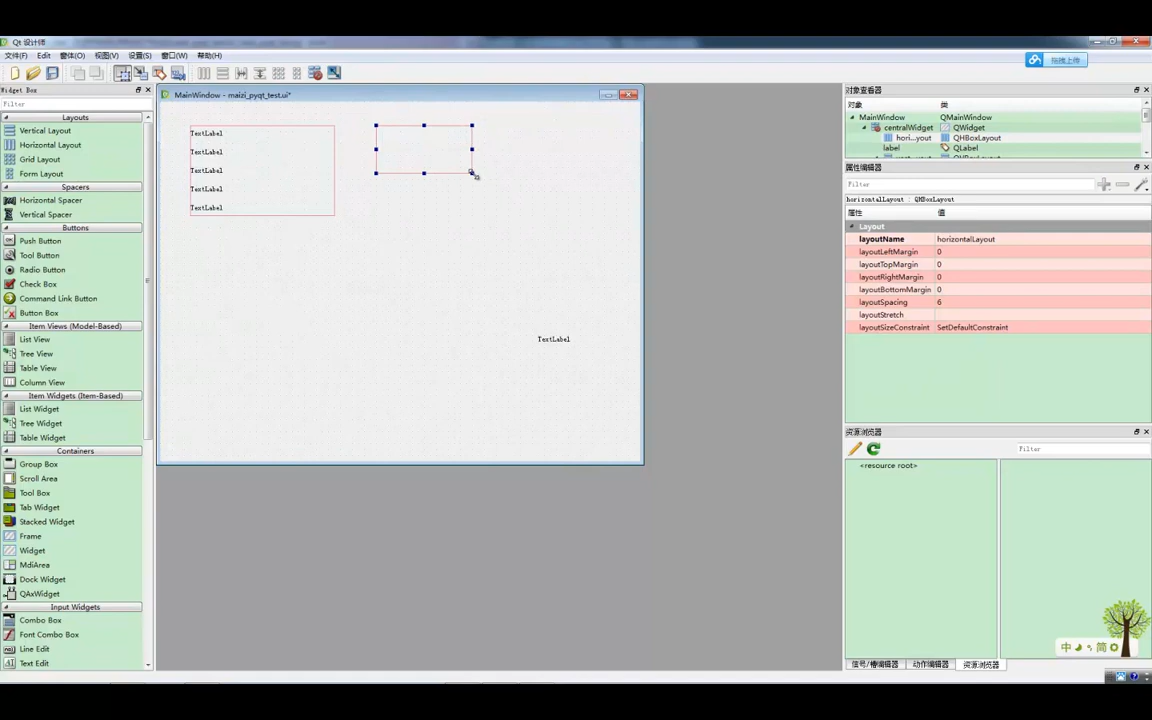 Qt 设计师
文件(F) Edit 窗体(O) 视图(V) 设置(S) 窗口(W) 帮助(H)
拖拽上传
Widget Box
Filter
Layouts
Vertical Layout
Horizontal Layout
Grid Layout
Form Layout
Spacers
Horizontal Spacer
Vertical Spacer
Buttons
Push Button
Tool Button
Radio Button
Check Box
Command Link Button
Button Box
Item Views (Model-Based)
List View
Tree View
Table View
Column View
Item Widgets (Item-Based)
List Widget
Tree Widget
Table Widget
Containers
Group Box
Scroll Area
Tool Box
Tab Widget
Stacked Widget
Frame
Widget
MdiArea
Dock Widget
QAxWidget
Input Widgets
Combo Box
Font Combo Box
Line Edit
Text Edit
MainWindow - maizi_pyqt_test.ui*
TextLabel
TextLabel
TextLabel
TextLabel
TextLabel
TextLabel
对象查看器
对象 类
MainWindow QMainWindow
centralWidget QWidget
hori...yout QHBoxLayout
label QLabel
属性编辑器
Filter
horizontalLayout QHBoxLayout
属性 值
Layout
layoutName horizontalLayout
layoutLeftMargin 0
layoutTopMargin 0
layoutRightMargin 0
layoutBottomMargin 0
layoutSpacing 6
layoutStretch
layoutSizeConstraint SetDefaultConstraint
资源浏览器
Filter
<resource root>
中 简
信号/槽编辑器 动作编辑器 资源浏览器